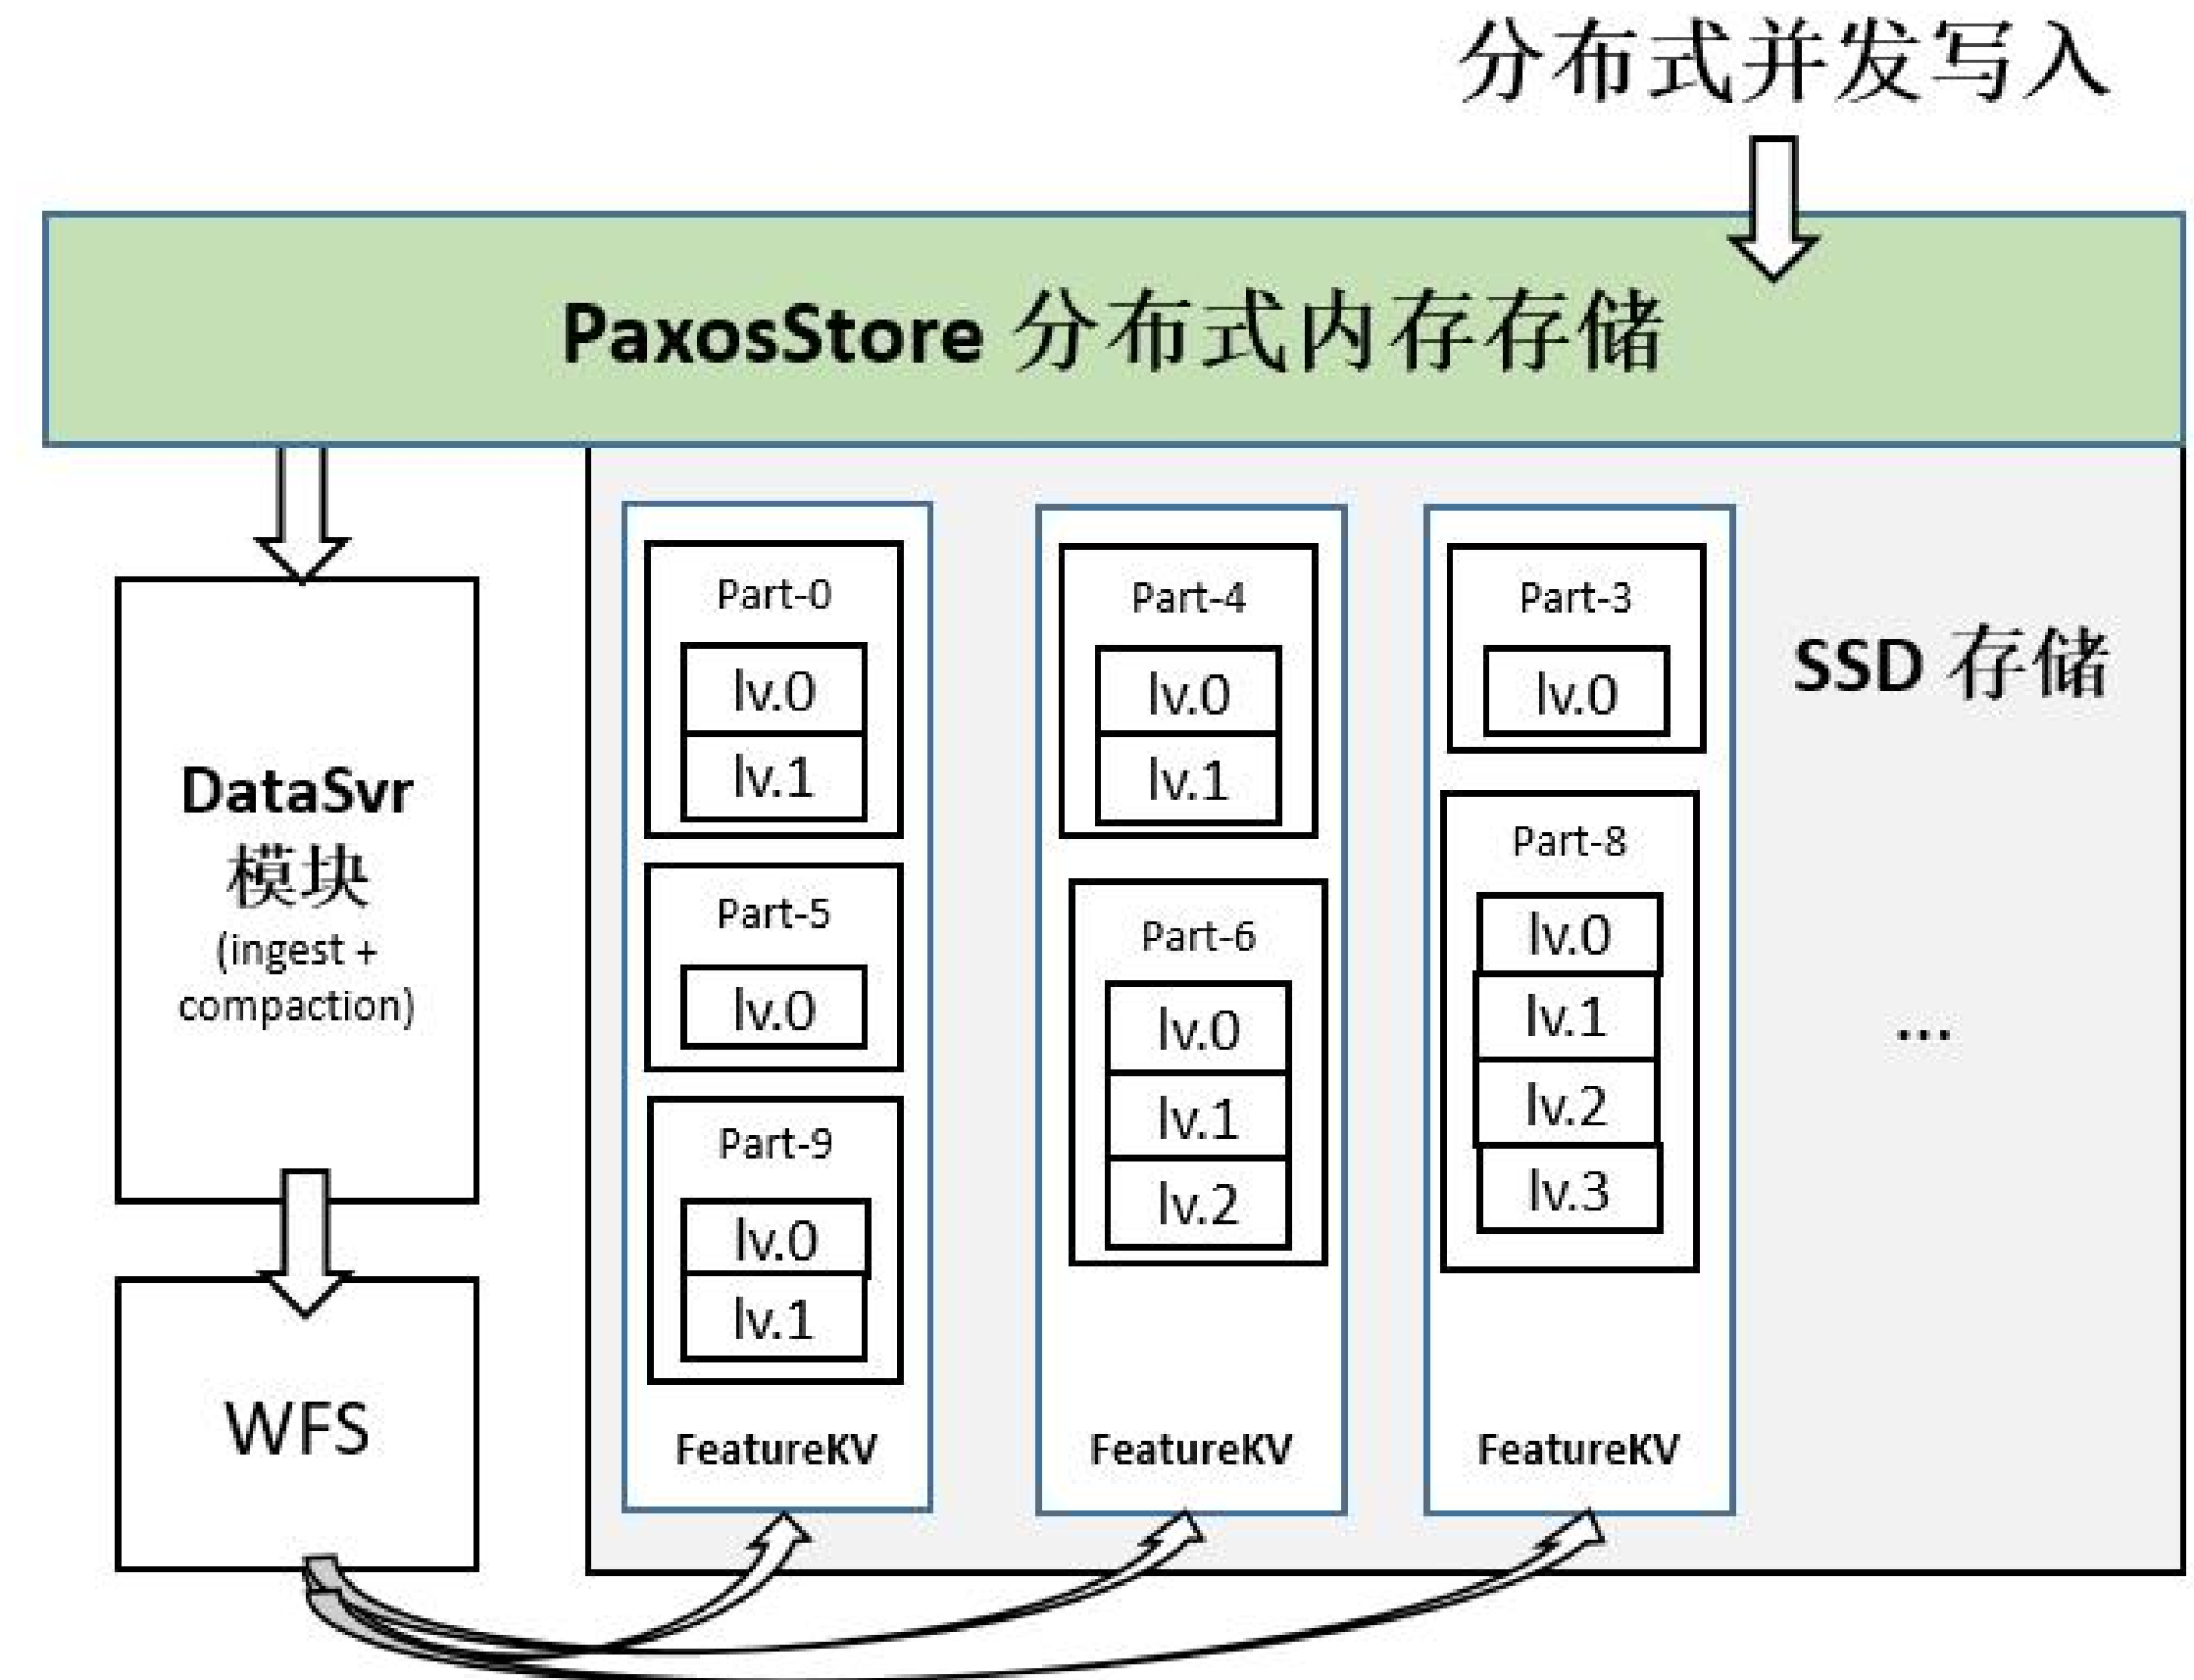 分布式并发写入
PaxosStore 分布式内存存储
DataSvr
模块
(ingest +
compaction)
WFS
Part-0
lv.0
lv.1
Part-5
lv.0
Part-9
lv.0
lv.1
FeatureKV
Part-4
lv.0
lv.1
Part-6
lv.0
lv.1
lv.2
FeatureKV
Part-3
lv.0
Part-8
lv.0
lv.1
lv.2
lv.3
FeatureKV
SSD 存储
...